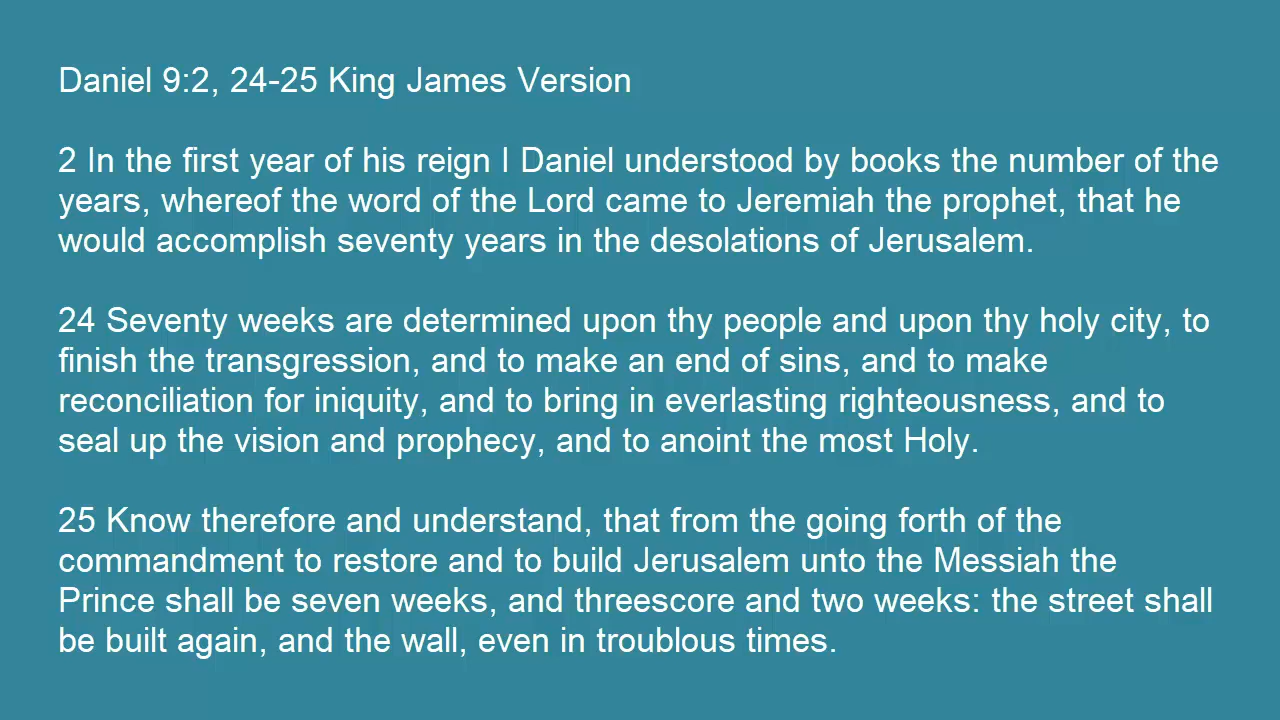 Daniel 9:2, 24-25 King James Version
2 In the first year of his reign I Daniel understood by books the number of the
years, whereof the word of the Lord came to Jeremiah the prophet, that he
would accomplish seventy years in the desolations of Jerusalem.
24 Seventy weeks are determined upon thy people and upon thy holy city, to
finish the transgression, and to make an end of sins, and to make
reconciliation for iniquity, and to bring in everlasting righteousness, and to
seal up the vision and prophecy, and to anoint the most Holy.
25 Know therefore and understand, that from the going forth of the
commandment to restore and to build Jerusalem unto the Messiah the
Prince shall be seven weeks, and threescore and two weeks: the street shall
be built again, and the wall, even in troublous times.